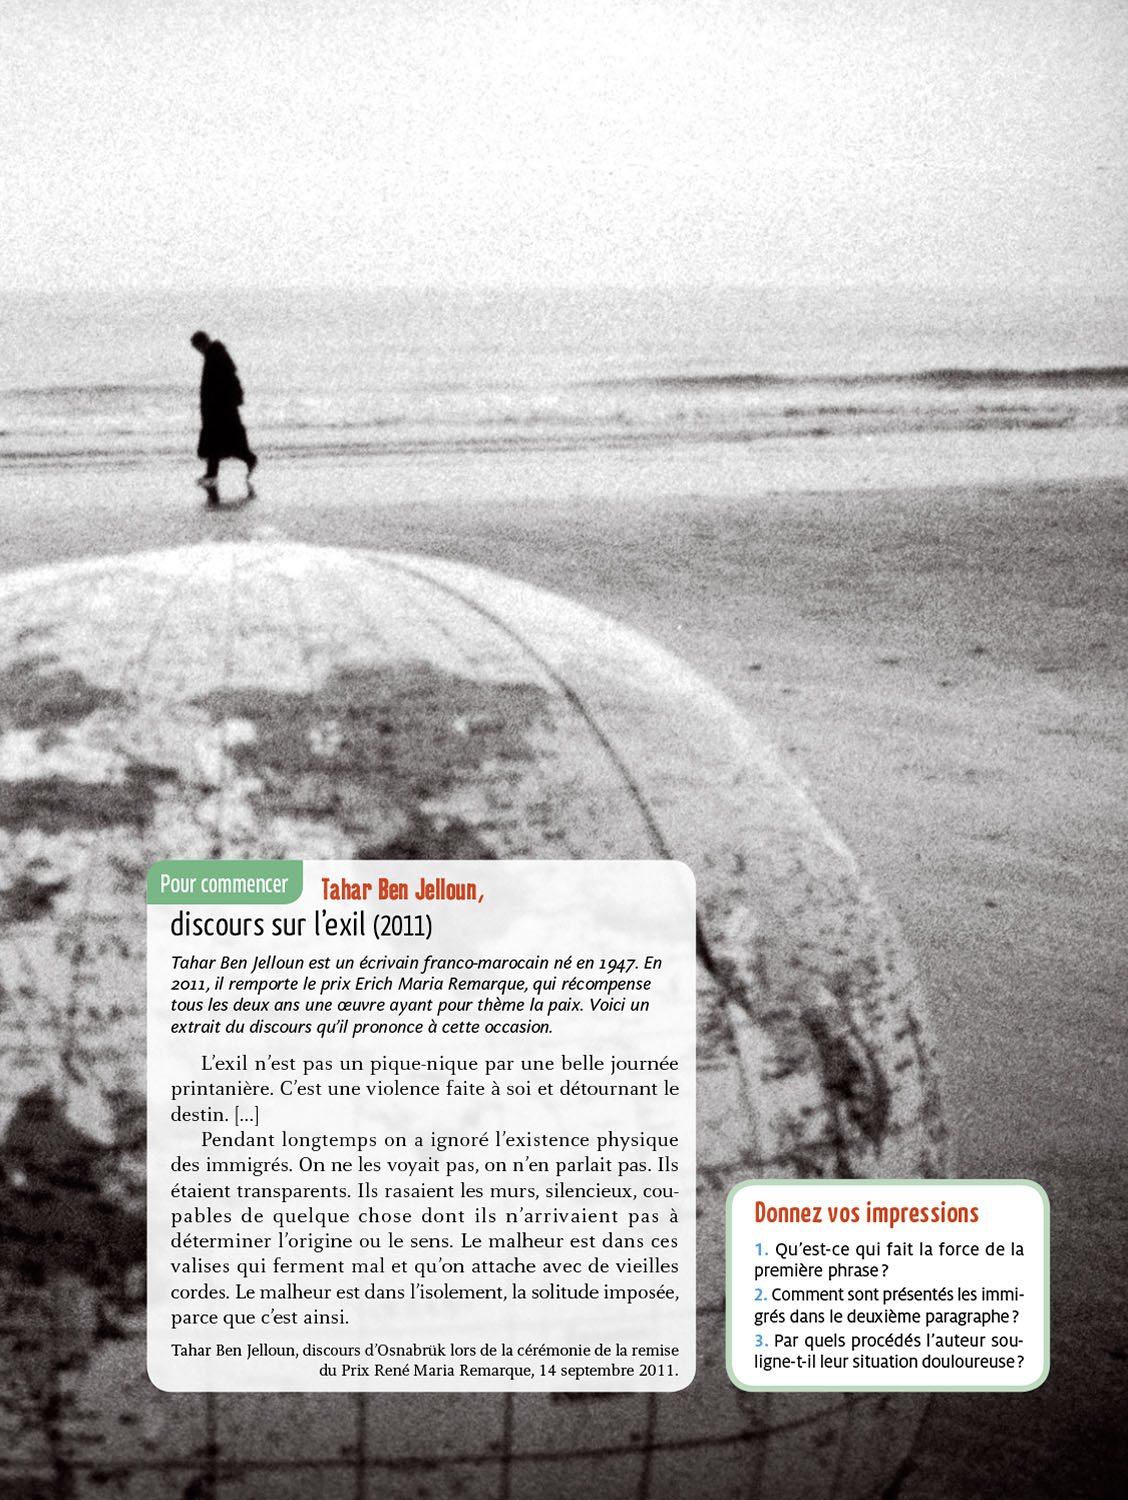 Pour commencer
Tahar Ben Jelloun,
discours sur l'exil (2011)
Tahar Ben Jelloun est un écrivain franco-marocain né en 1947. En
2011, il remporte le prix Erich Maria Remarque, qui récompense
tous les deux ans une œuvre ayant pour thème la paix. Voici un
extrait du discours qu'il prononce à cette occasion.
L'exil n'est pas un pique-nique par une belle journée
printanière. C'est une violence faite à soi et détournant le
destin. [...]
Pendant longtemps on a ignoré l'existence physique
des immigrés. On ne les voyait pas, on n'en parlait pas. Ils
étaient transparents. Ils rasaient les murs, silencieux, cou-
pables de quelque chose dont ils n'arrivaient pas à
déterminer l'origine ou le sens. Le malheur est dans ces
valises qui ferment mal et qu'on attache avec de vieilles
cordes. Le malheur est dans l'isolement, la solitude imposée,
parce que c'est ainsi.
Tahar Ben Jelloun, discours d'Osnabrük lors de la cérémonie de la remise
du Prix René Maria Remarque, 14 septembre 2011.
Donnez vos impressions
1. Qu'est-ce qui fait la force de la
première phrase ?
2. Comment sont présentés les immi-
grés dans le deuxième paragraphe ?
3. Par quels procédés l'auteur sou-
ligne-t-il leur situation douloureuse ?